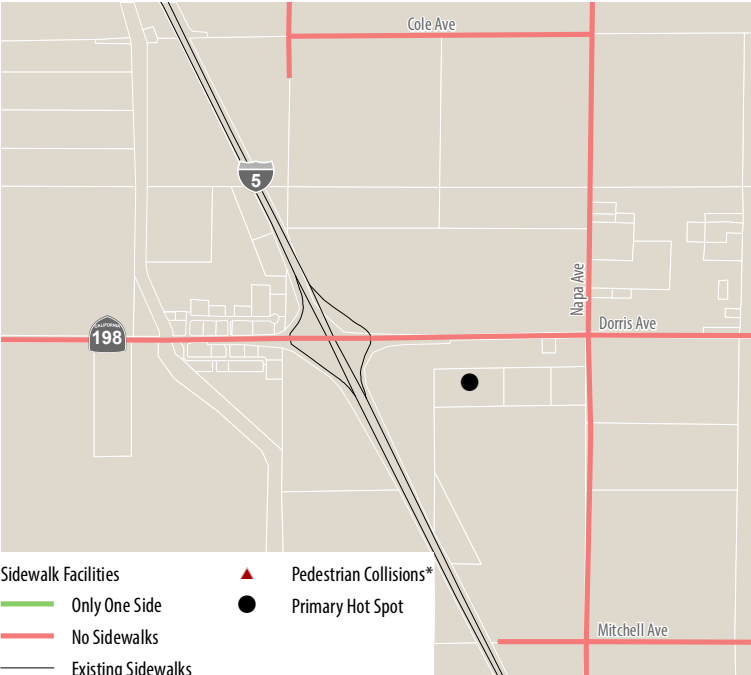 Cole Ave
5
Napa Ave
Dorris Ave
CALIFORNIA
198
Sidewalk Facilities
Only One Side
No Sidewalks
Existing Sidewalks
Pedestrian Collisions*
Primary Hot Spot
Mitchell Ave